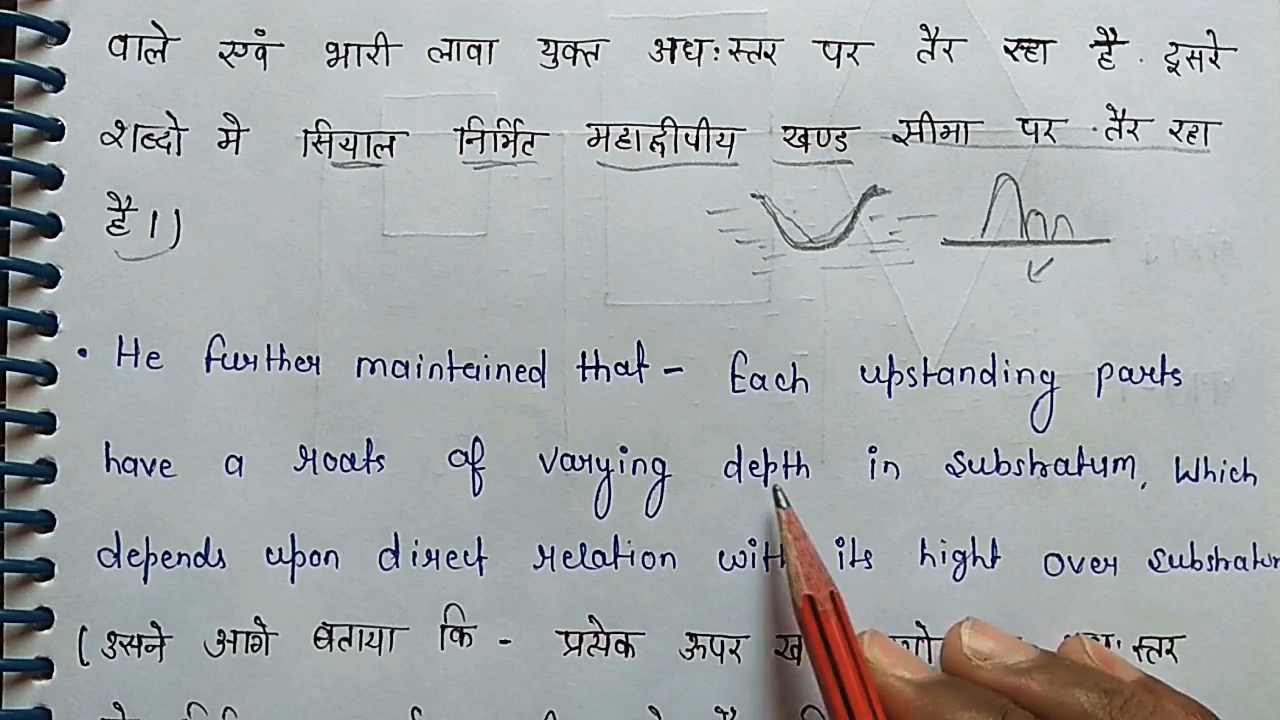 वाले एवं भारी लावा युक्त अधः स्तर पर तैर रहा है. दूसरे
शब्दो मे सियाल निर्मित महाद्वीपीय खण्ड सीमा पर तैर रहा
है।)
• He further maintained that - Each upstanding parts
have a roots of varying depth in substratum, which
depends upon direct relation with its hight over substratum
(उसने आगे बताया कि - प्रत्येक ऊपर